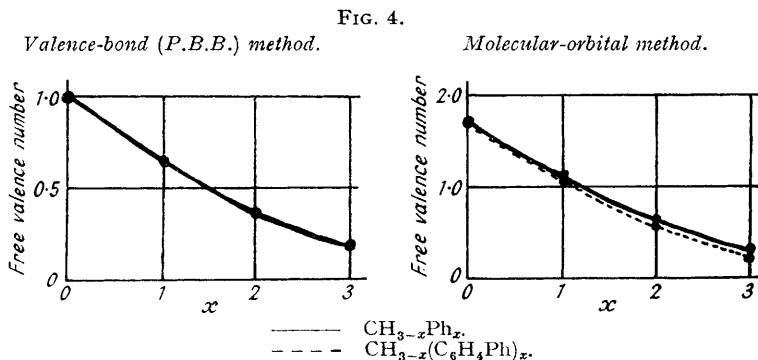 FIG. 4.
Valence-bond (P.B.B.) method.
Molecular-orbital method.
Free valence number
1·0
0·5
0
0 1 2 3
x
Free valence number
2·0
1·0
0
0 1 2 3
x
CH₃₋ₓPhₓ.
CH₃₋ₓ(C₆H₄Ph)ₓ.